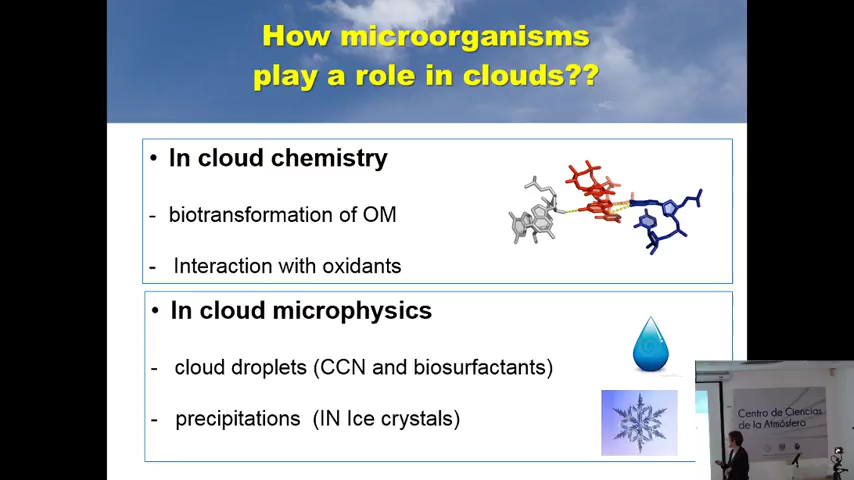 How microorganisms
play a role in clouds??
• In cloud chemistry
- biotransformation of OM
- Interaction with oxidants
• In cloud microphysics
- cloud droplets (CCN and biosurfactants)
- precipitations (IN Ice crystals)
Centro de Ciencias
de la Atmósfera